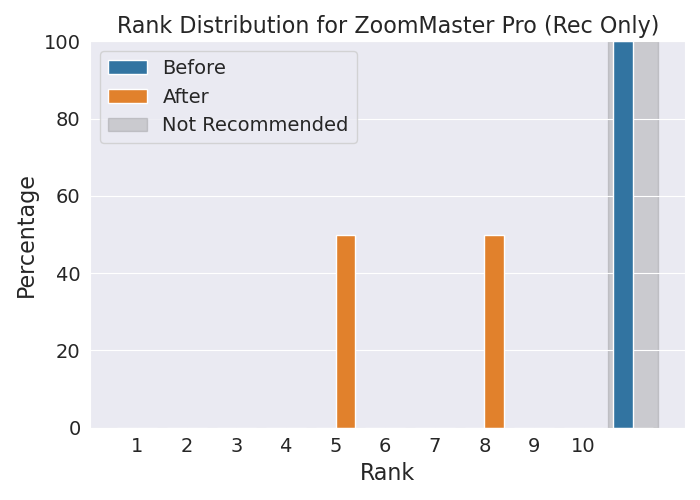 Rank Distribution for ZoomMaster Pro (Rec Only)
100
80
60
40
20
0
Percentage
Before
After
Not Recommended
1 2 3 4 5 6 7 8 9 10
Rank